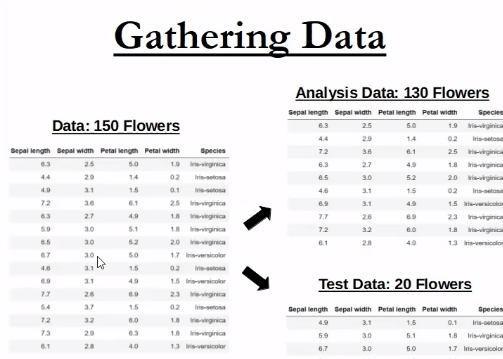 Gathering Data
Data: 150 Flowers
Sepal length Sepal width Petal length Petal width Species
6.3 2.5 5.0 1.9 Iris-virginica
4.4 2.9 1.4 0.2 Iris-setosa
4.9 3.1 1.5 0.1 Iris-setosa
7.2 3.6 6.1 2.5 Iris-virginica
6.3 2.7 4.9 1.8 Iris-virginica
5.9 3.0 5.1 1.8 Iris-virginica
6.5 3.0 5.2 2.0 Iris-virginica
6.7 3.0 5.0 1.7 Iris-versicolor
4.6 3.1 1.5 0.2 Iris-setosa
6.9 3.1 4.9 1.5 Iris-versicolor
7.7 2.6 6.9 2.3 Iris-virginica
5.4 3.7 1.5 0.2 Iris-setosa
7.2 3.2 6.0 1.8 Iris-virginica
7.3 2.9 6.3 1.8 Iris-virginica
6.1 2.8 4.0 1.3 Iris-versicolor
Analysis Data: 130 Flowers
Sepal length Sepal width Petal length Petal width Species
6.3 2.5 5.0 1.9 Iris-virginica
4.4 2.9 1.4 0.2 Iris-setosa
7.2 3.6 6.1 2.5 Iris-virginica
6.3 2.7 4.9 1.8 Iris-virginica
6.5 3.0 5.2 2.0 Iris-virginica
4.6 3.1 1.5 0.2 Iris-setosa
6.9 3.1 4.9 1.5 Iris-versicolor
7.7 2.6 6.9 2.3 Iris-virginica
7.2 3.2 6.0 1.8 Iris-virginica
6.1 2.8 4.0 1.3 Iris-versicolor
Test Data: 20 Flowers
Sepal length Sepal width Petal length Petal width Species
4.9 3.1 1.5 0.1 Iris-setosa
5.9 3.0 5.1 1.8 Iris-virginica
6.7 3.0 5.0 1.7 Iris-versicolor